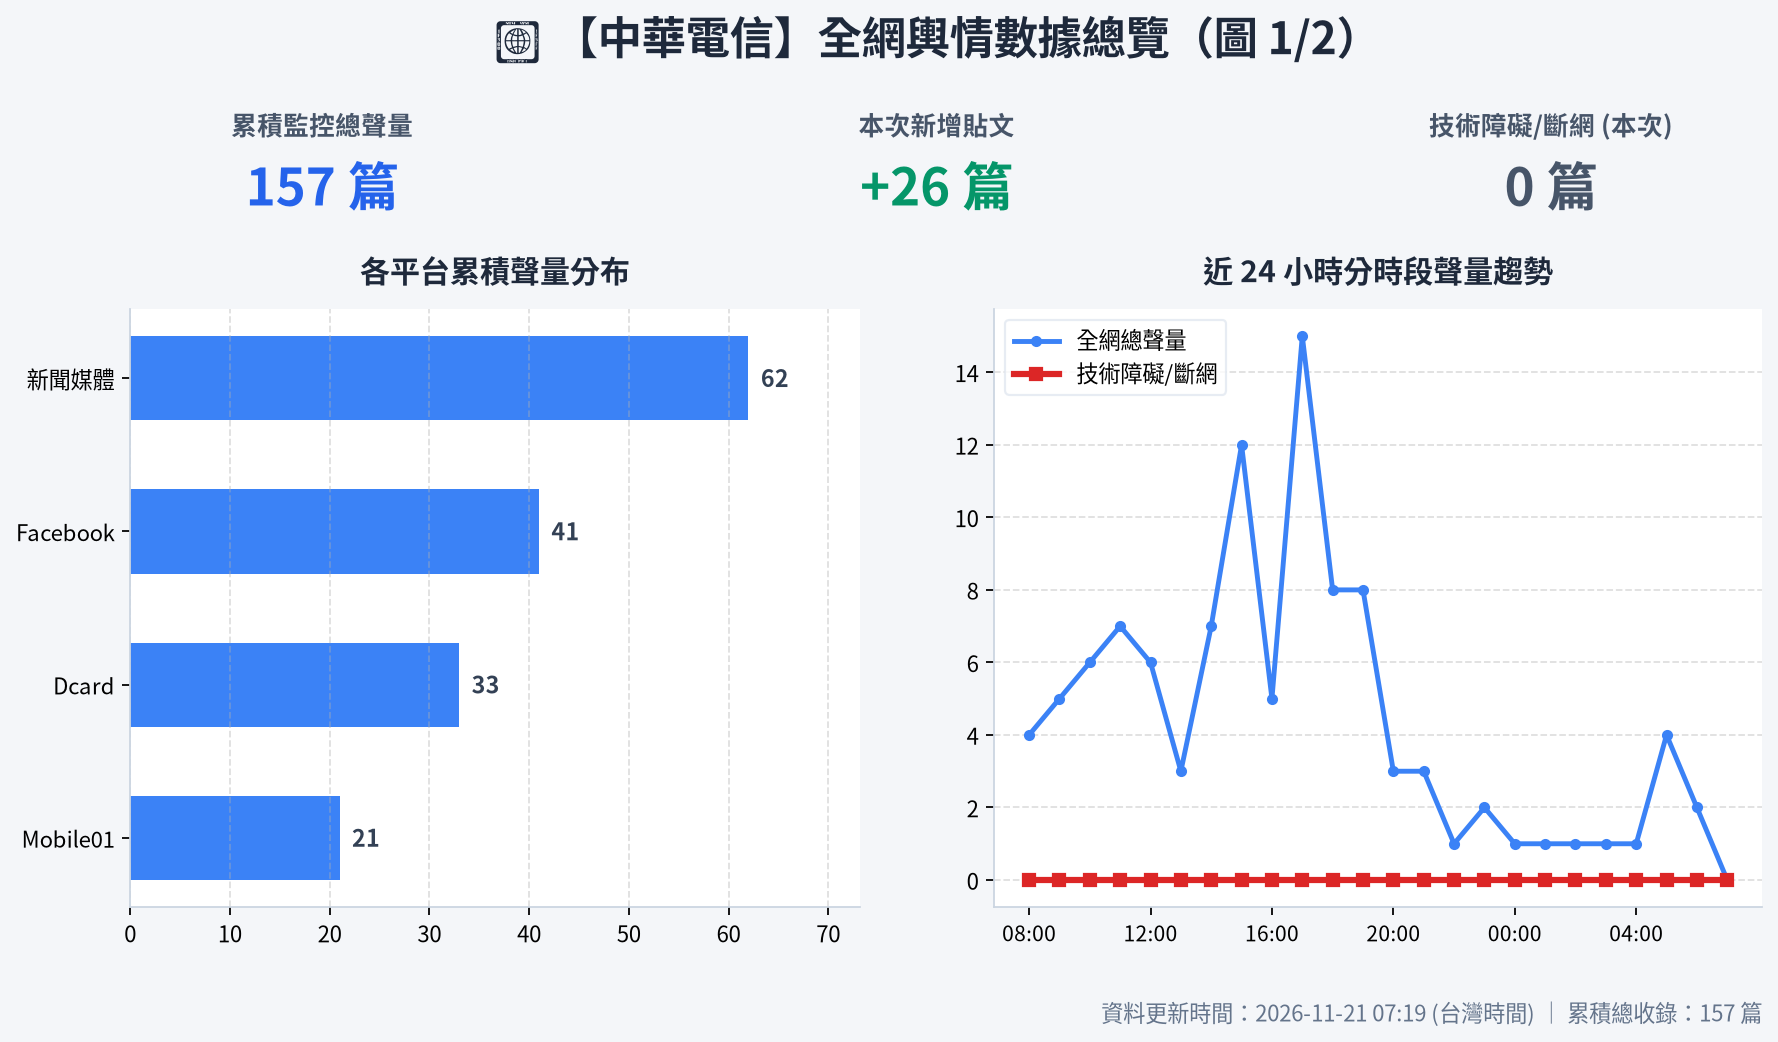 【中華電信】全網輿情數據總覽（圖 1/2）
累積監控總聲量
157 篇
本次新增貼文
+26 篇
技術障礙/斷網 (本次)
0 篇
各平台累積聲量分布
新聞媒體
62
Facebook
41
Dcard
33
Mobile01
21
0 10 20 30 40 50 60 70
近 24 小時分時段聲量趨勢
全網總聲量
技術障礙/斷網
14
12
10
8
6
4
2
0
08:00 12:00 16:00 20:00 00:00 04:00
資料更新時間：2026-11-21 07:19 (台灣時間) ｜ 累積總收錄：157 篇